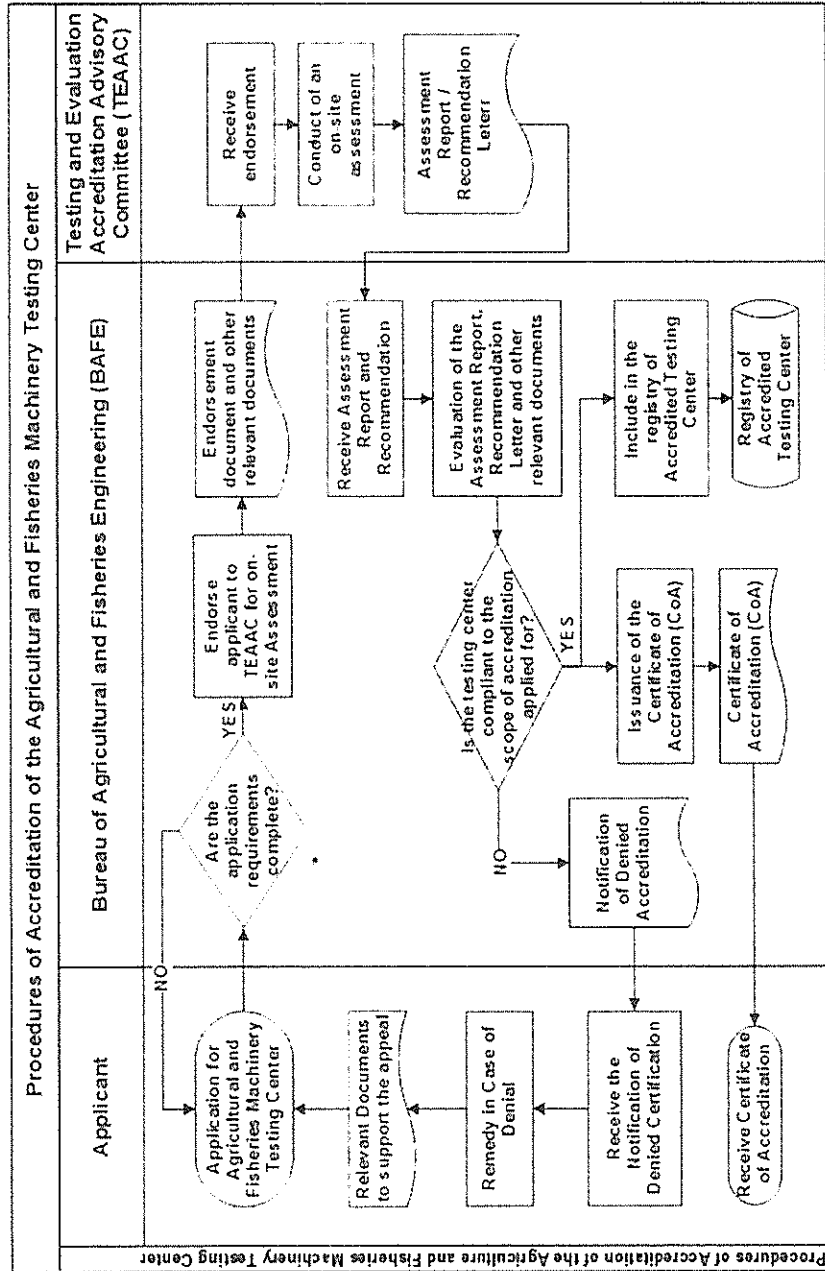 Procedures of Accreditation of the Agricultural and Fisheries Machinery Testing Center
Procedures of Accreditation of the Agriculture and Fisheries Machinery Testing Center
Applicant
Bureau of Agricultural and Fisheries Engineering (BAFE)
Testing and Evaluation
Accreditation Advisory
Committee (TEAAC)
Application for
Agricultural and
Fisheries Machinery
Testing Center
NO
Are the
application
requirements
complete?
YES
Endorse
applicant to
TEAAC for on-
site Assessment
Endorsement
document and other
relevant documents
Receive
endorsement
Conduct of an
on-site
assessment
Assessment
Report /
Recommendation
Leterr
Receive Assessment
Report and
Recommendation
Evaluation of the
Assessment Report,
Recommendation
Letter and other
relevant documents
Is the testing center
compliant to the
scope of accreditation
applied for?
YES
NO
Include in the
registry of
Accredited Testing
Center
Registry of
Accredited
Testing Center
Issuance of the
Certificate of
Accreditation (CoA)
Certificate of
Accreditation (CoA)
Notification
of Denied
Accreditation
Relevant Documents
to support the appeal
Remedy in Case of
Denial
Receive the
Notification of
Denied Certification
Receive Certificate
of Accreditation